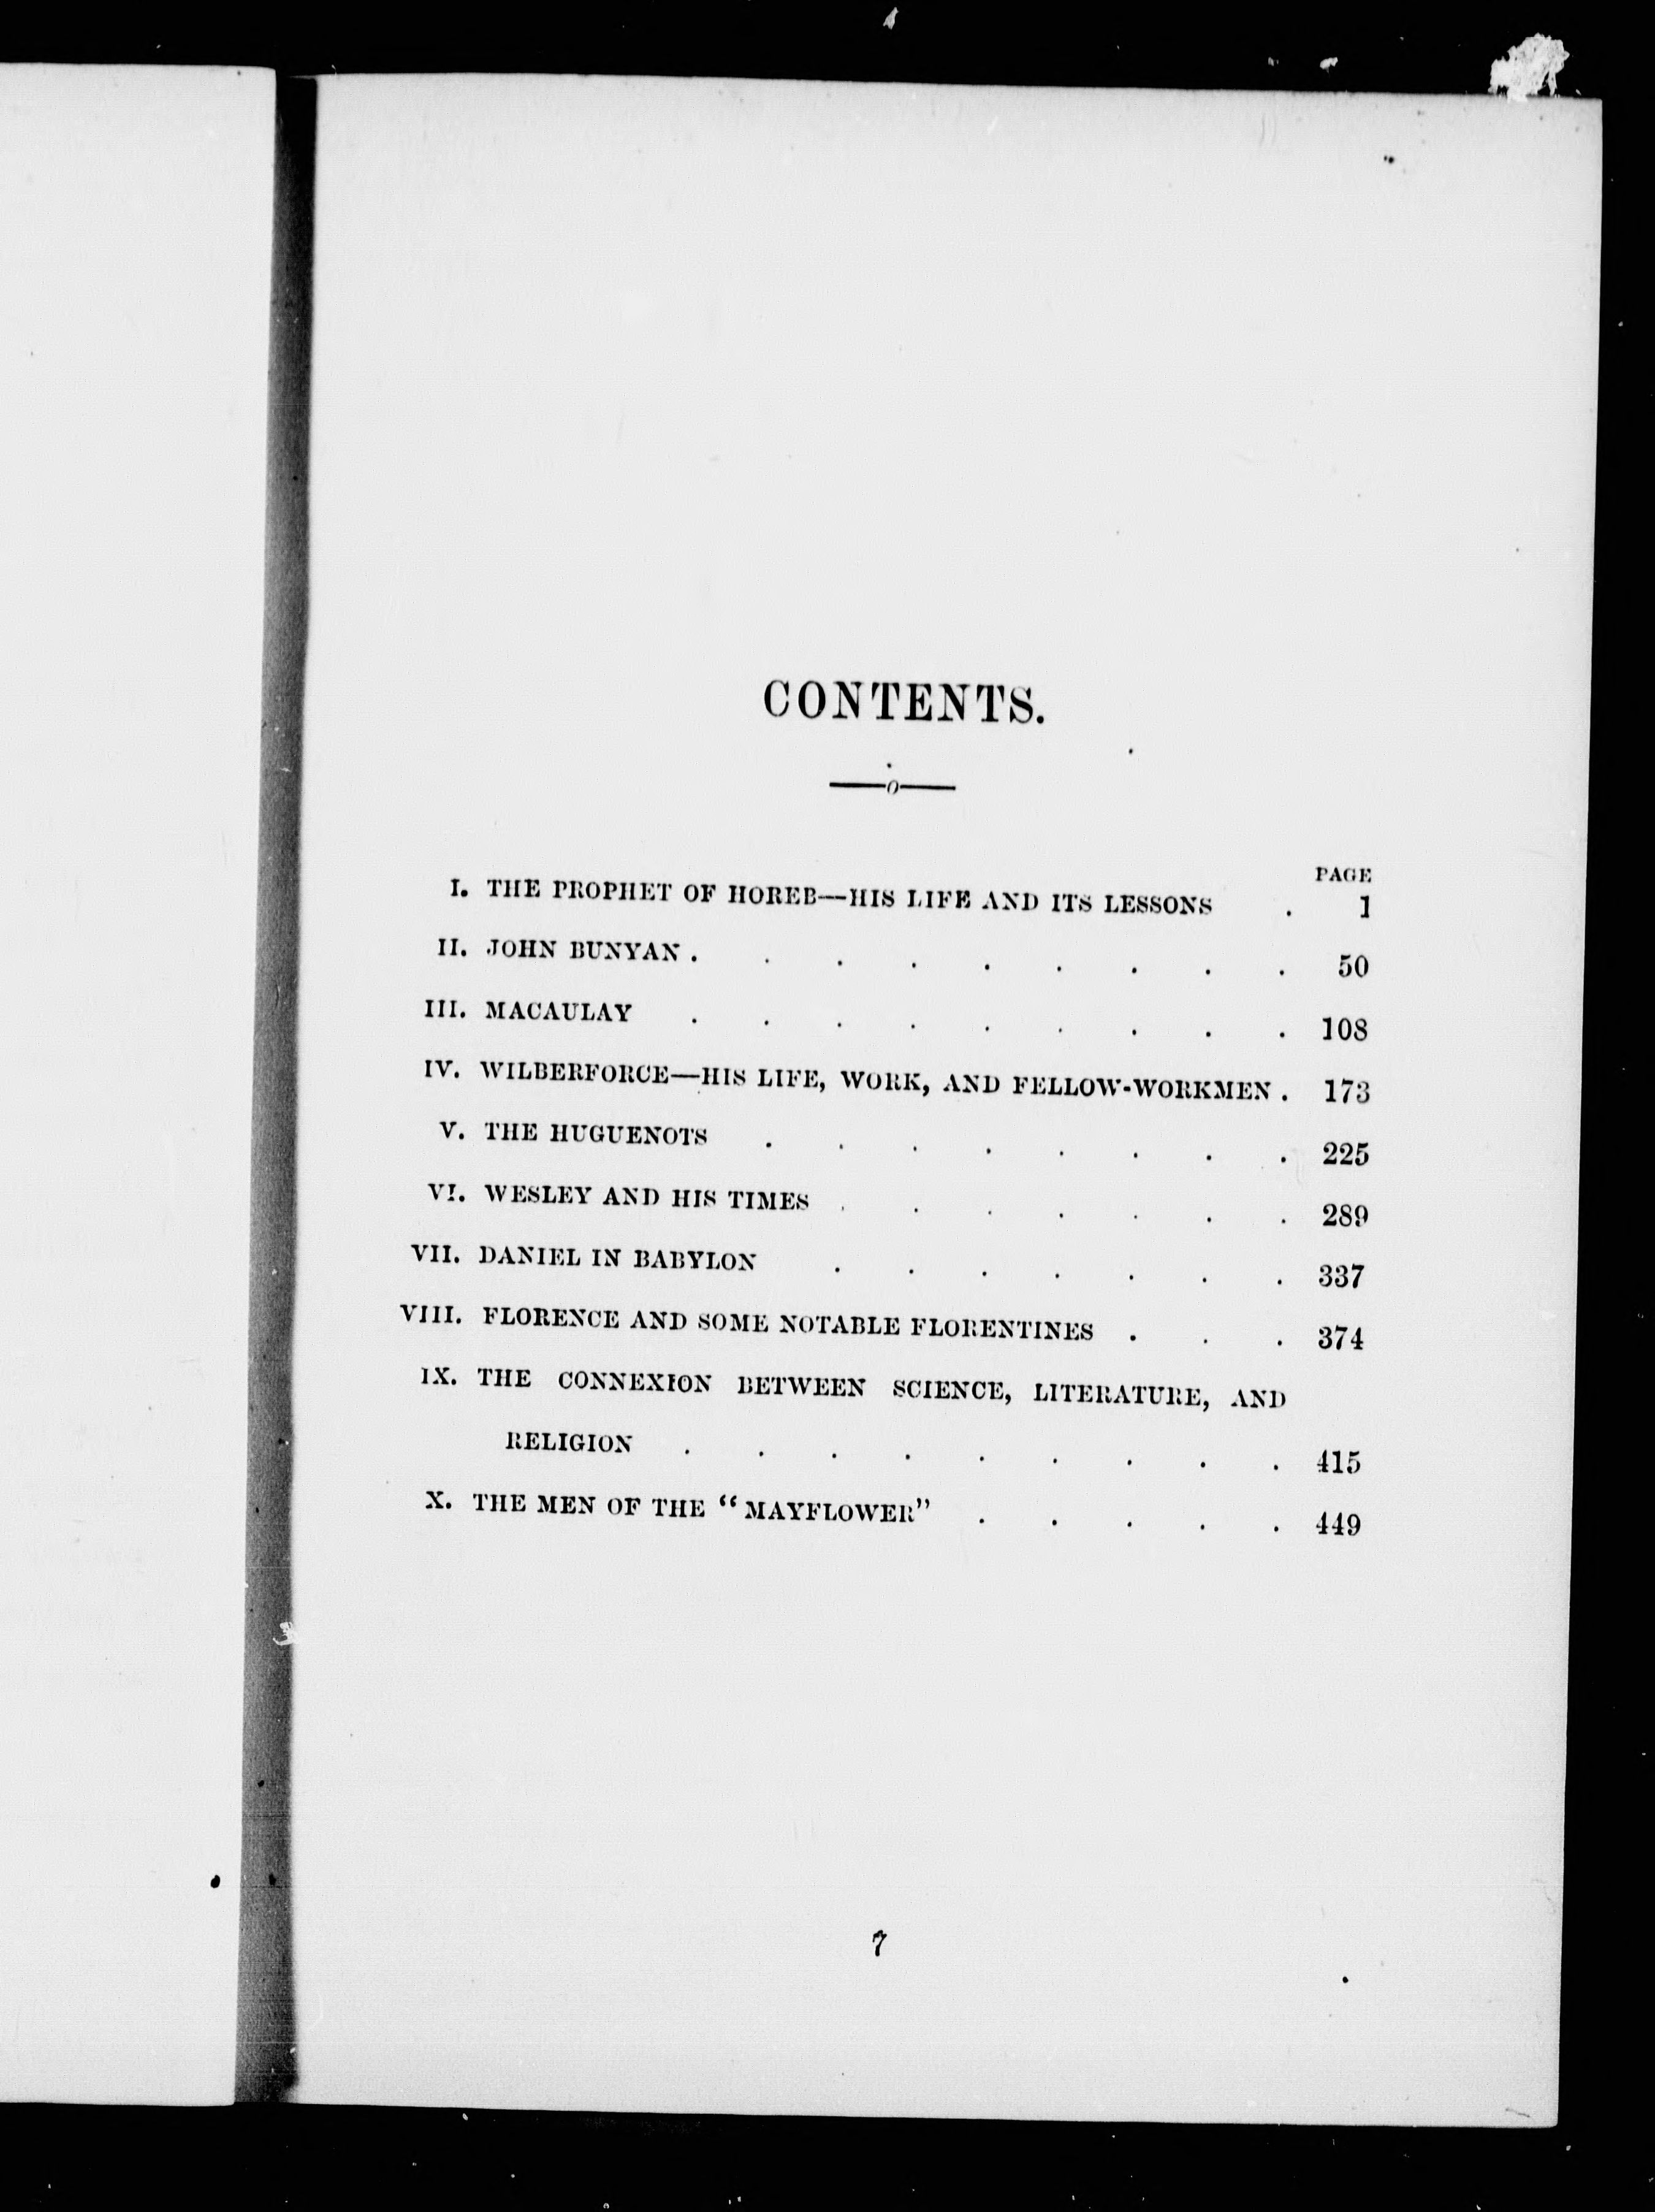 CONTENTS.
PAGE
I. THE PROPHET OF HOREB—HIS LIFE AND ITS LESSONS . 1
II. JOHN BUNYAN . . . . . . . . . 50
III. MACAULAY . . . . . . . . . 108
IV. WILBERFORCE—HIS LIFE, WORK, AND FELLOW-WORKMEN . 173
V. THE HUGUENOTS . . . . . . . . 225
VI. WESLEY AND HIS TIMES . . . . . . . 289
VII. DANIEL IN BABYLON . . . . . . . 337
VIII. FLORENCE AND SOME NOTABLE FLORENTINES . . . 374
IX. THE CONNEXION BETWEEN SCIENCE, LITERATURE, AND
RELIGION . . . . . . . . . 415
X. THE MEN OF THE “MAYFLOWER” . . . . . 449
7